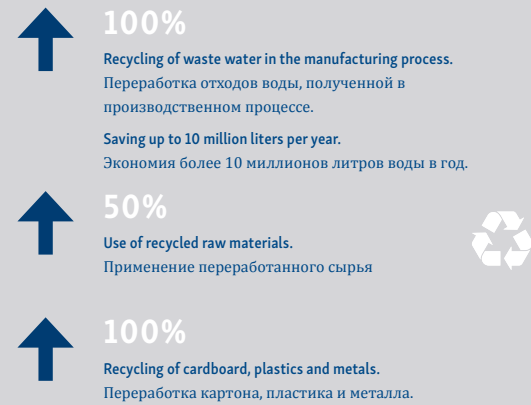 100%
Recycling of waste water in the manufacturing process.
Переработка отходов воды, полученной в
производственном процессе.
Saving up to 10 million liters per year.
Экономия более 10 миллионов литров воды в год.
50%
Use of recycled raw materials.
Применение переработанного сырья
100%
Recycling of cardboard, plastics and metals.
Переработка картона, пластика и металла.